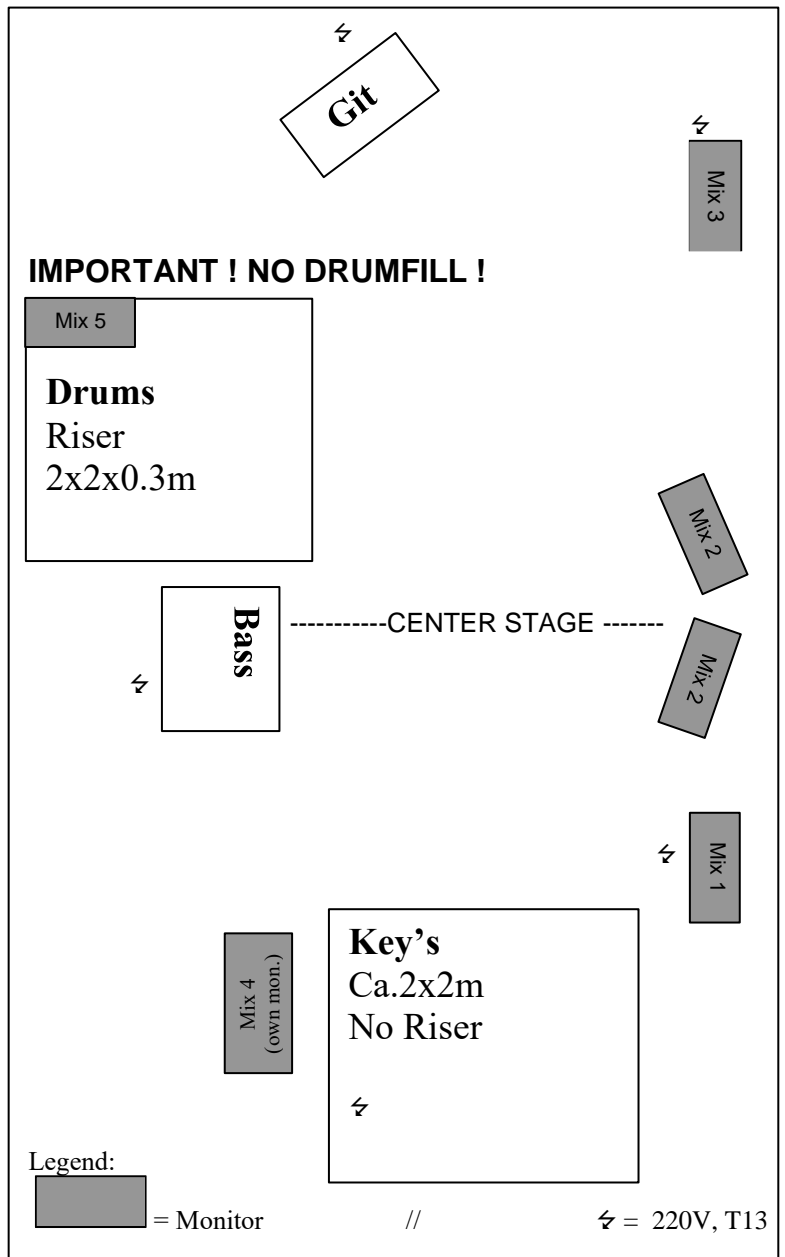 Git
Mix 3
IMPORTANT ! NO DRUMFILL !
Mix 5
Drums
Riser
2x2x0.3m
Mix 2
Bass
-----------CENTER STAGE -------
Mix 2
Mix 1
Mix 4
(own mon.)
Key’s
Ca.2x2m
No Riser
Legend:
= Monitor // = 220V, T13